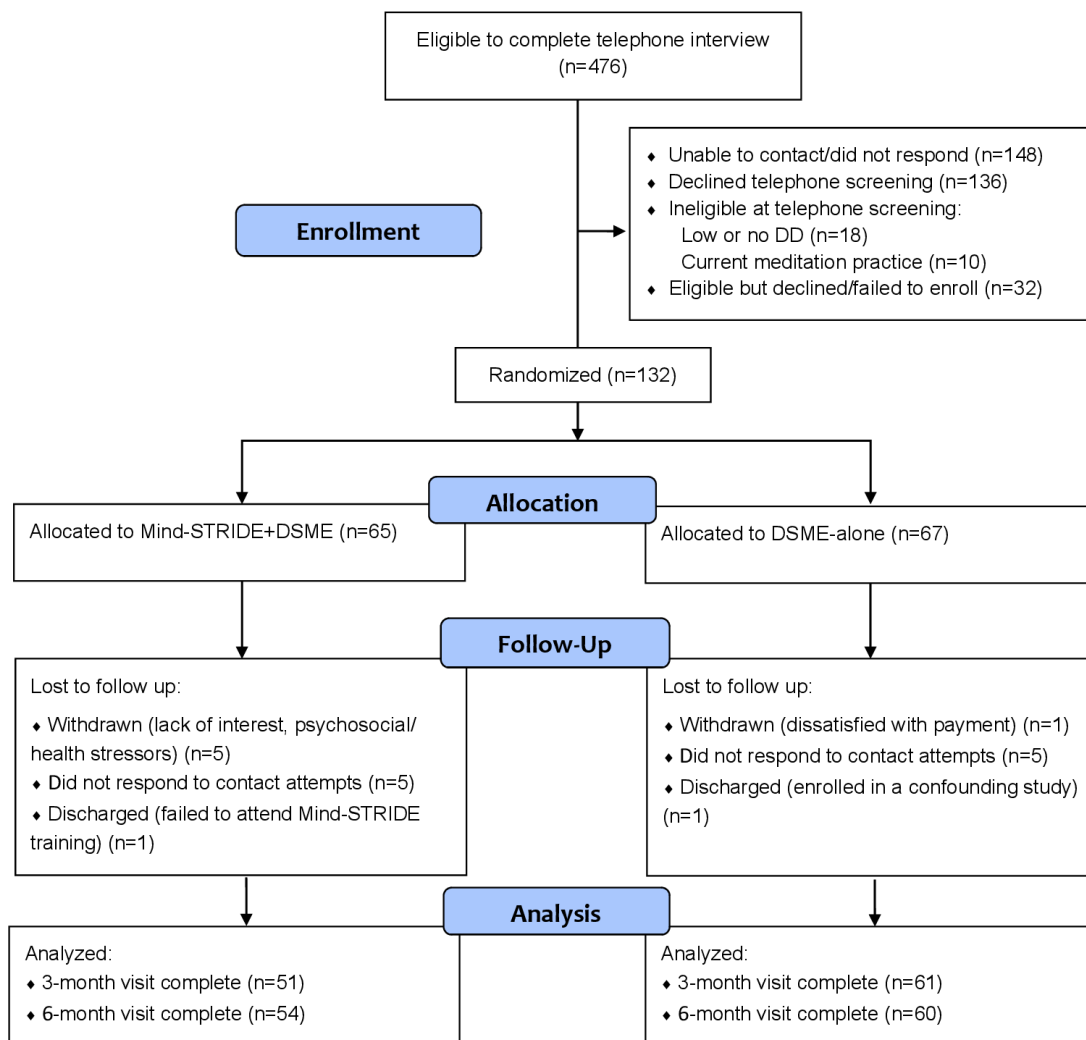 Eligible to complete telephone interview
(n=476)
♦ Unable to contact/did not respond (n=148)
♦ Declined telephone screening (n=136)
♦ Ineligible at telephone screening:
Low or no DD (n=18)
Current meditation practice (n=10)
♦ Eligible but declined/failed to enroll (n=32)
Enrollment
Randomized (n=132)
Allocation
Allocated to Mind-STRIDE+DSME (n=65)
Allocated to DSME-alone (n=67)
Follow-Up
Lost to follow up:
♦ Withdrawn (lack of interest, psychosocial/
health stressors) (n=5)
♦ Did not respond to contact attempts (n=5)
♦ Discharged (failed to attend Mind-STRIDE
training) (n=1)
Lost to follow up:
♦ Withdrawn (dissatisfied with payment) (n=1)
♦ Did not respond to contact attempts (n=5)
♦ Discharged (enrolled in a confounding study)
(n=1)
Analysis
Analyzed:
♦ 3-month visit complete (n=51)
♦ 6-month visit complete (n=54)
Analyzed:
♦ 3-month visit complete (n=61)
♦ 6-month visit complete (n=60)